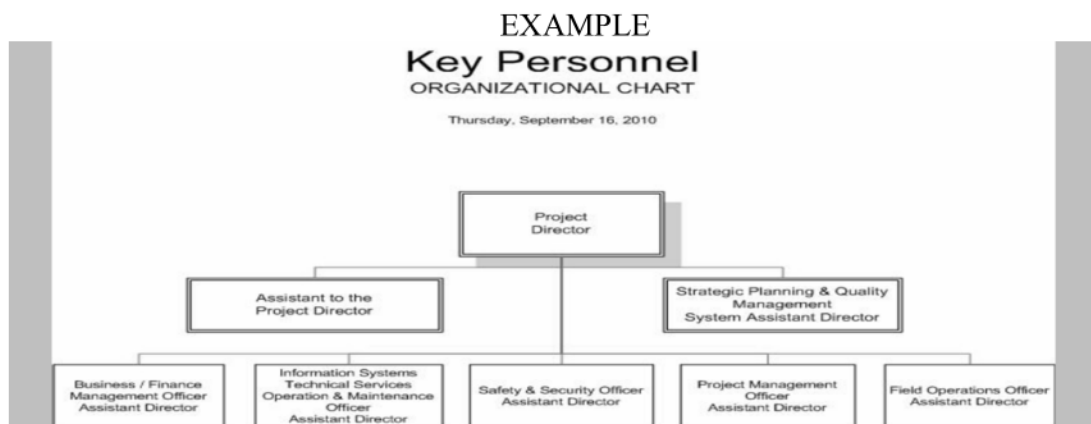 EXAMPLE
Key Personnel
ORGANIZATIONAL CHART
Thursday, September 16, 2010
Project
Director
Assistant to the
Project Director
Strategic Planning & Quality
Management
System Assistant Director
Business / Finance
Management Officer
Assistant Director
Information Systems
Technical Services
Operation & Maintenance
Officer
Assistant Director
Safety & Security Officer
Assistant Director
Project Management
Officer
Assistant Director
Field Operations Officer
Assistant Director